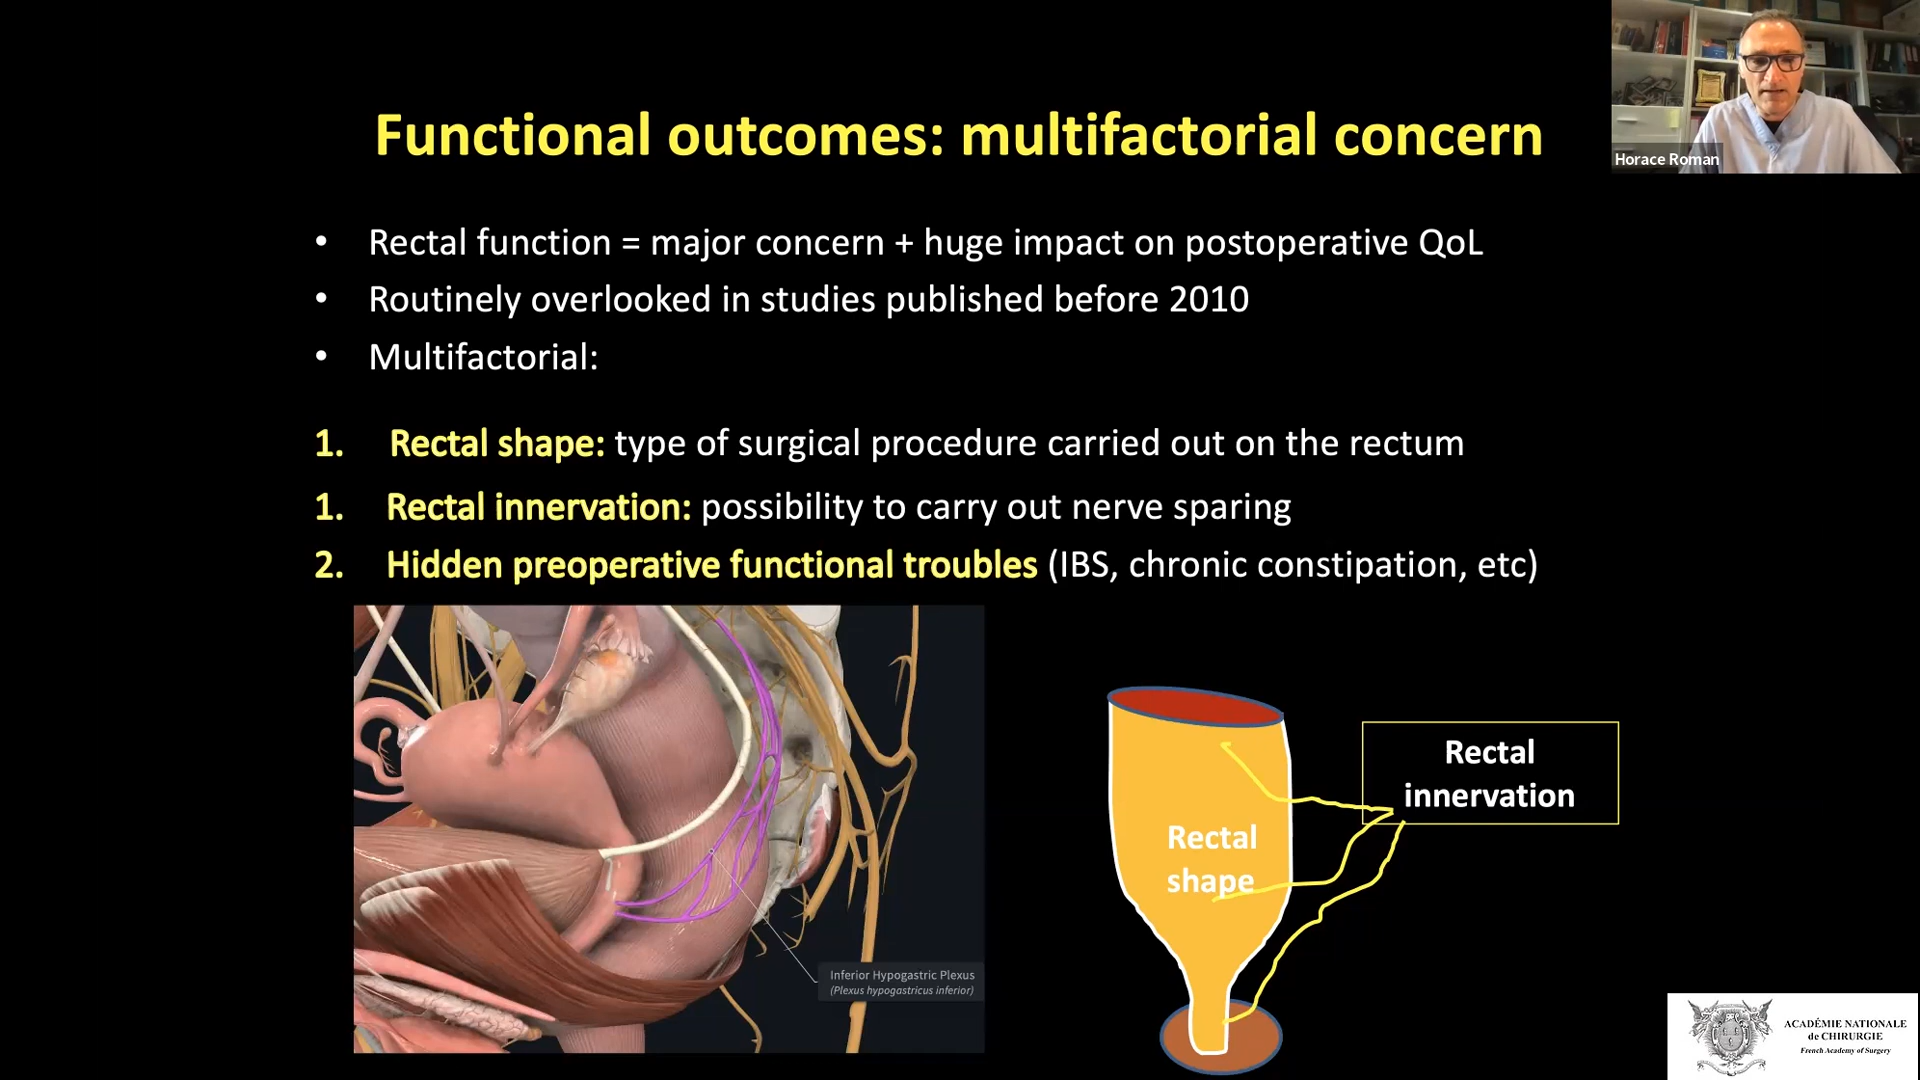 Functional outcomes: multifactorial concern
Horace Roman
• Rectal function = major concern + huge impact on postoperative QoL
• Routinely overlooked in studies published before 2010
• Multifactorial:
1. Rectal shape: type of surgical procedure carried out on the rectum
1. Rectal innervation: possibility to carry out nerve sparing
2. Hidden preoperative functional troubles (IBS, chronic constipation, etc)
Inferior Hypogastric Plexus
(Plexus hypogastricus inferior)
Rectal
shape
Rectal
innervation
ACADÉMIE NATIONALE
de CHIRURGIE
French Academy of Surgery